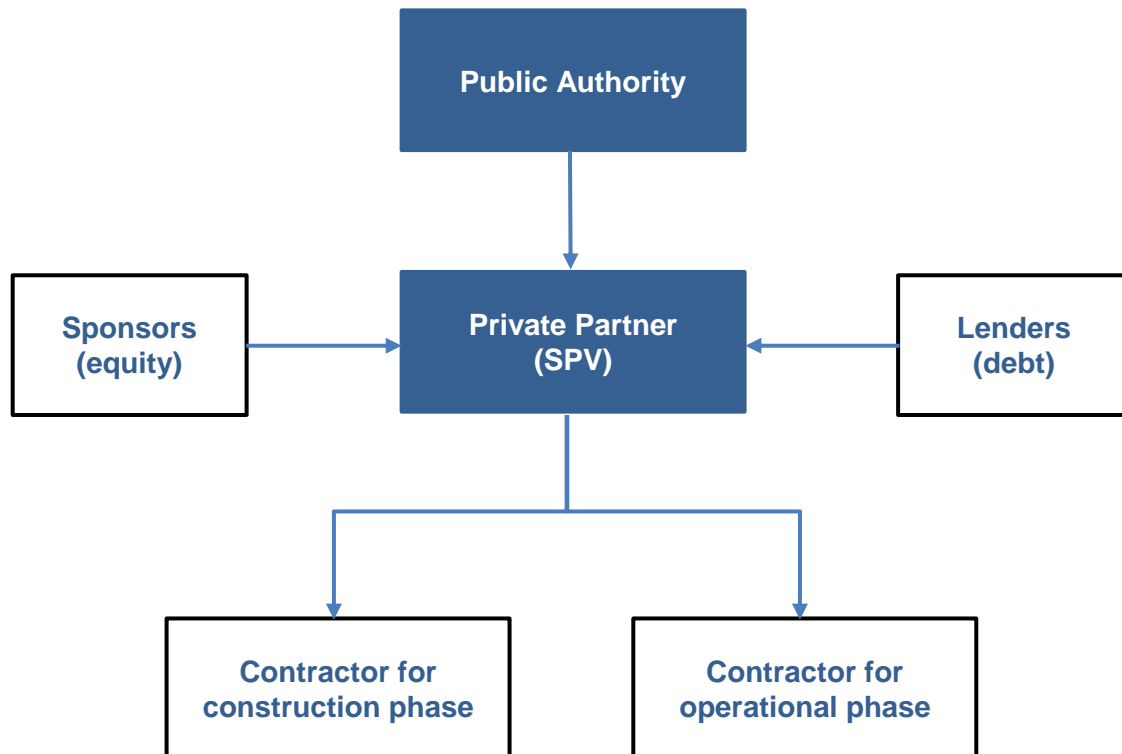 Public Authority
Sponsors
(equity)
Private Partner
(SPV)
Lenders
(debt)
Contractor for
construction phase
Contractor for
operational phase